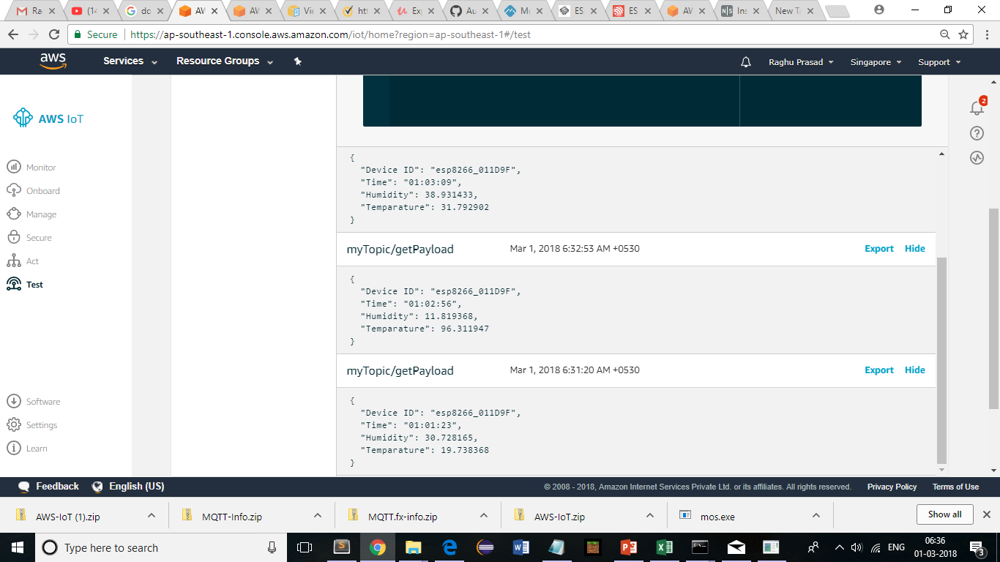 Ra
(14
do
AV
AV
Vie
htt
Exp
Au
Mo
ES
ES
AV
Ins
New Ta
Secure
https://ap-southeast-1.console.aws.amazon.com/iot/home?region=ap-southeast-1#/test
aws
Services
Resource Groups
Raghu Prasad
Singapore
Support
AWS IoT
2
Monitor
Onboard
Manage
Secure
Act
Test
Software
Settings
Learn
{
"Device ID": "esp8266_011D9F",
"Time": "01:03:09",
"Humidity": 38.931433,
"Temparature": 31.792902
}
myTopic/getPayload Mar 1, 2018 6:32:53 AM +0530 Export Hide
{
"Device ID": "esp8266_011D9F",
"Time": "01:02:56",
"Humidity": 11.819368,
"Temparature": 96.311947
}
myTopic/getPayload Mar 1, 2018 6:31:20 AM +0530 Export Hide
{
"Device ID": "esp8266_011D9F",
"Time": "01:01:23",
"Humidity": 30.728165,
"Temparature": 19.738368
}
Feedback English (US) © 2008 - 2018, Amazon Internet Services Private Ltd. or its affiliates. All rights reserved. Privacy Policy Terms of Use
AWS-IoT (1).zip MQTT-Info.zip MQTT.fx-info.zip AWS-IoT.zip mos.exe Show all
Type here to search
ENG
06:36
01-03-2018
3